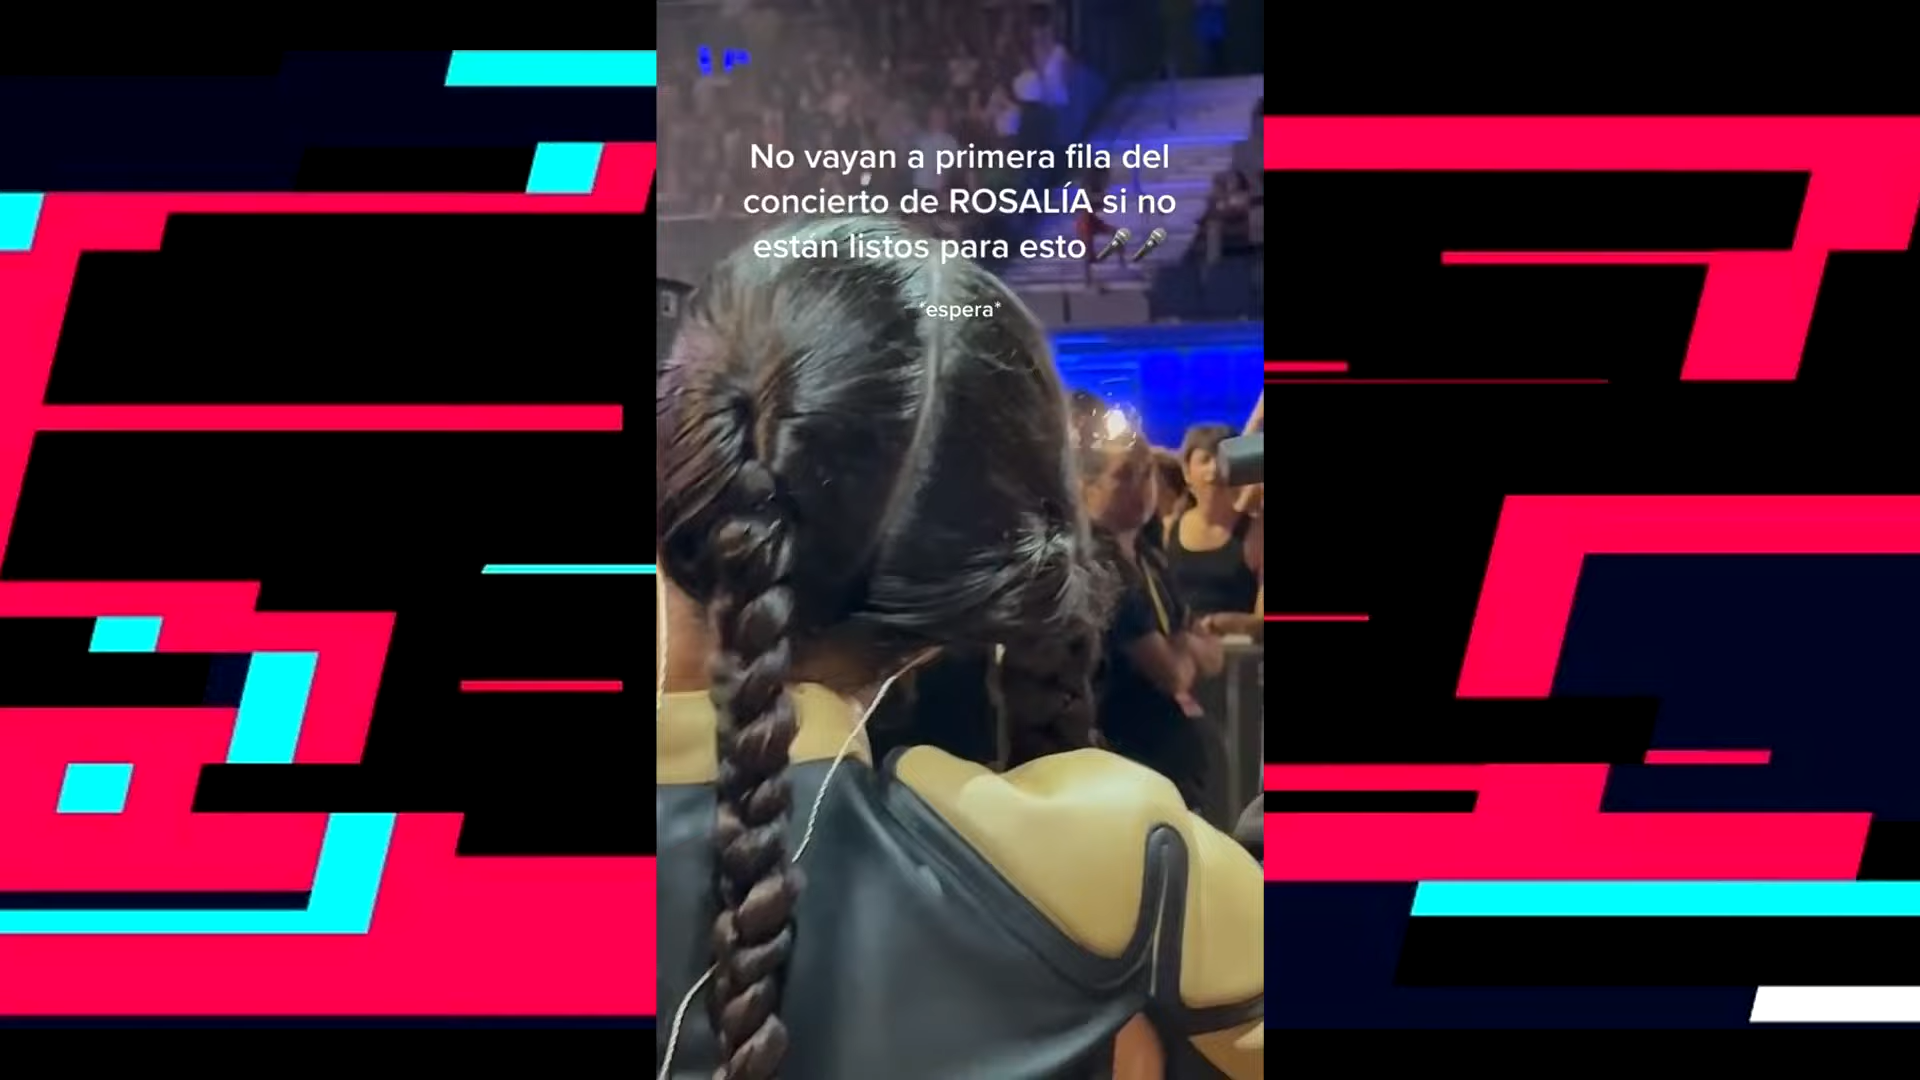 No vayan a primera fila del
concierto de ROSALÍA si no
están listos para esto 🎤🎤
*espera*